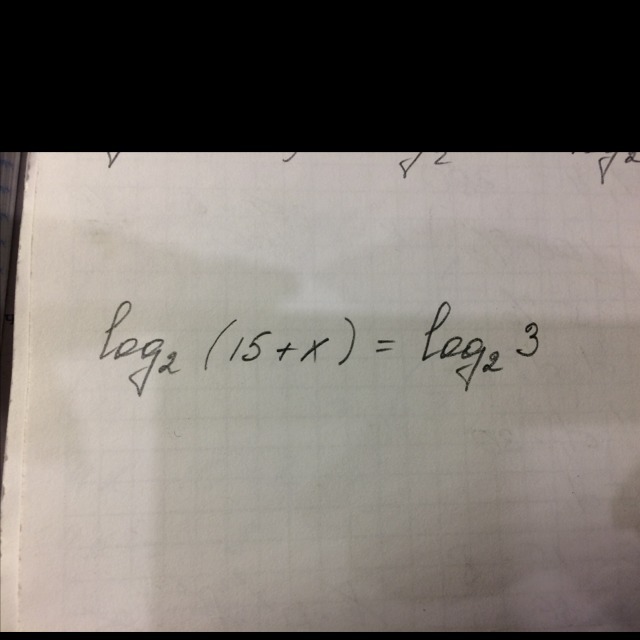 log₂ (15+x) = log₂ 3